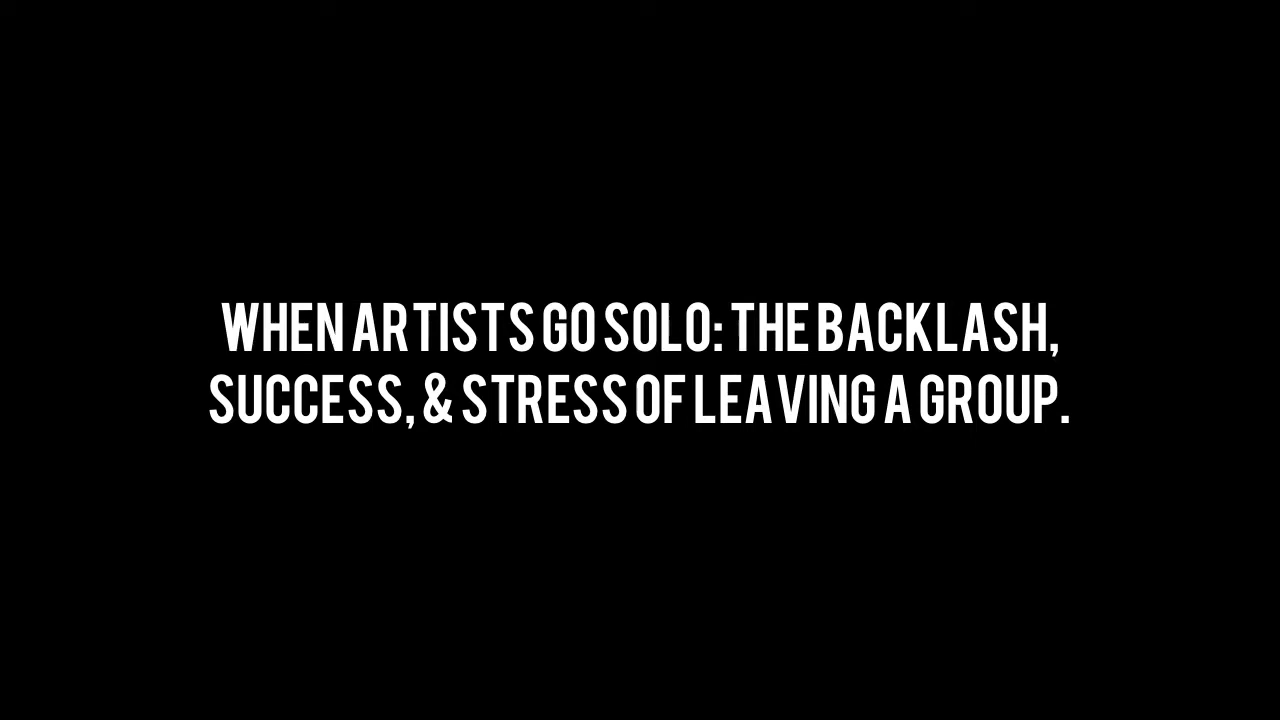 WHEN ARTISTS GO SOLO: THE BACKLASH,
SUCCESS, & STRESS OF LEAVING A GROUP.